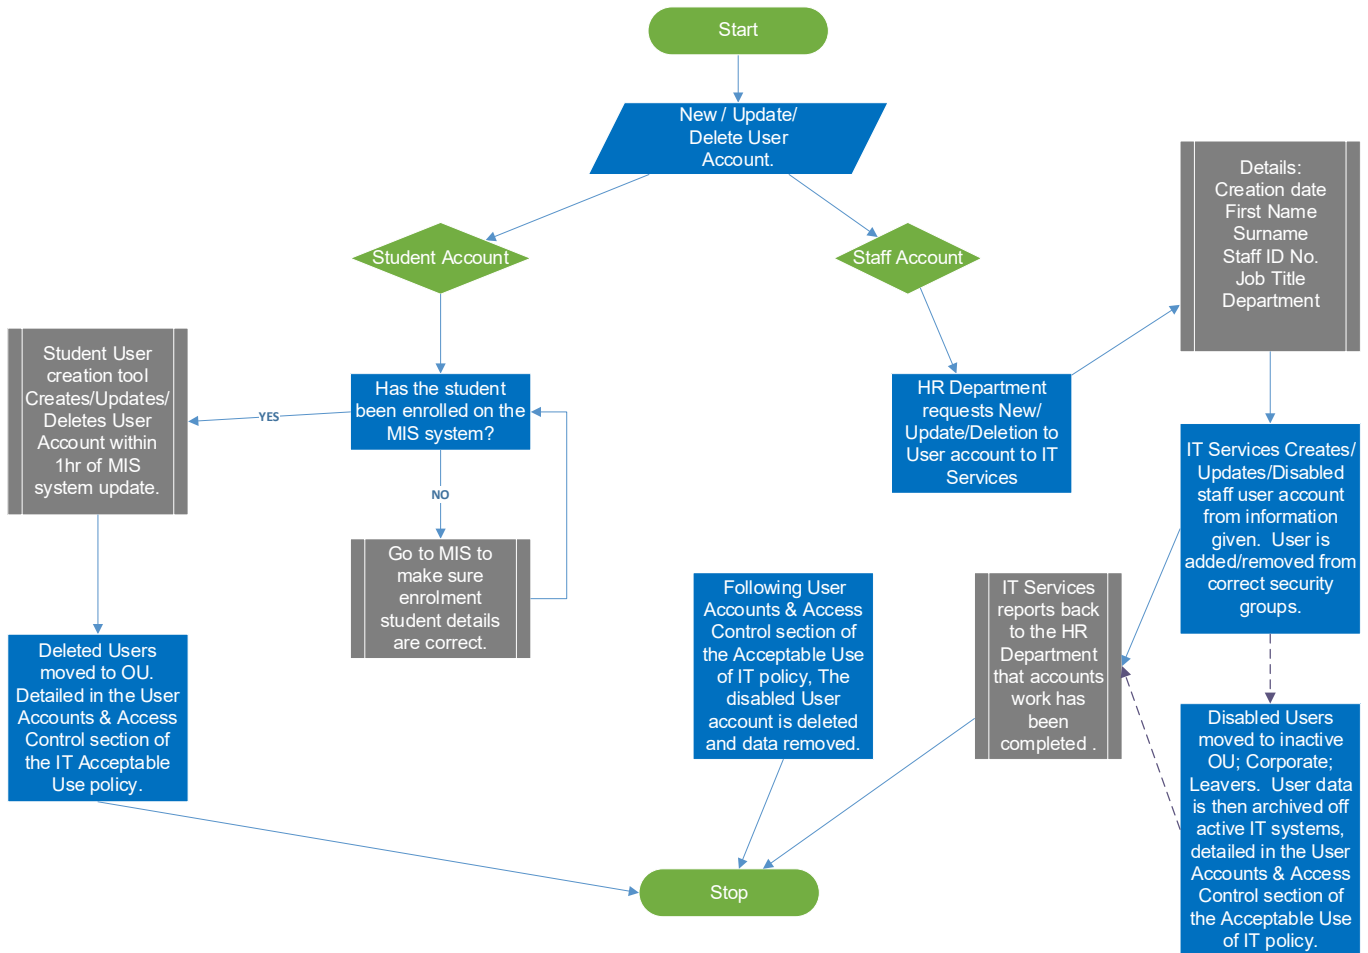 Start
New / Update/
Delete User
Account.
Student Account
Staff Account
Details:
Creation date
First Name
Surname
Staff ID No.
Job Title
Department
Student User
creation tool
Creates/Updates/
Deletes User
Account within
1hr of MIS
system update.
YES
Has the student
been enrolled on the
MIS system?
HR Department
requests New/
Update/Deletion to
User account to IT
Services
NO
Go to MIS to
make sure
enrolment
student details
are correct.
IT Services Creates/
Updates/Disabled
staff user account
from information
given.  User is
added/removed from
correct security
groups.
Deleted Users
moved to OU.
Detailed in the User
Accounts & Access
Control section of
the IT Acceptable
Use policy.
Following User
Accounts & Access
Control section of
the Acceptable Use
of IT policy, The
disabled User
account is deleted
and data removed.
IT Services
reports back
to the HR
Department
that accounts
work has
been
completed .
Disabled Users
moved to inactive
OU; Corporate;
Leavers.  User data
is then archived off
active IT systems,
detailed in the User
Accounts & Access
Control section of
the Acceptable Use
of IT policy.
Stop